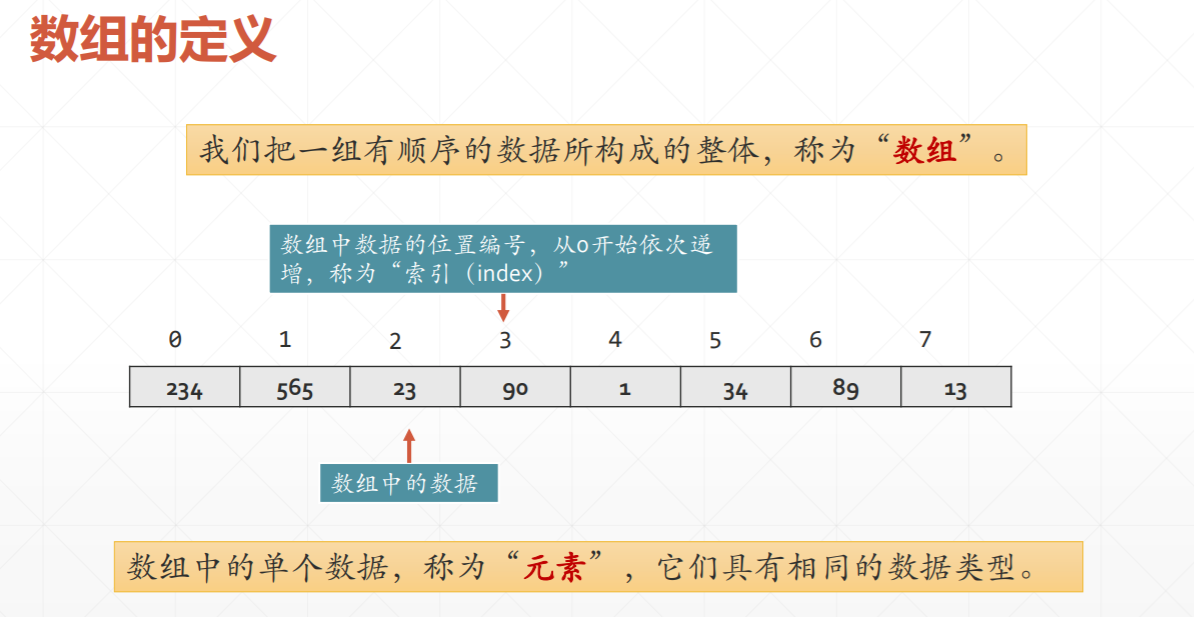 数组的定义
我们把一组有顺序的数据所构成的整体，称为“数组”。
数组中数据的位置编号，从0开始依次递
增，称为“索引（index）”
0 1 2 3 4 5 6 7
234 565 23 90 1 34 89 13
数组中的数据
数组中的单个数据，称为“元素”，它们具有相同的数据类型。